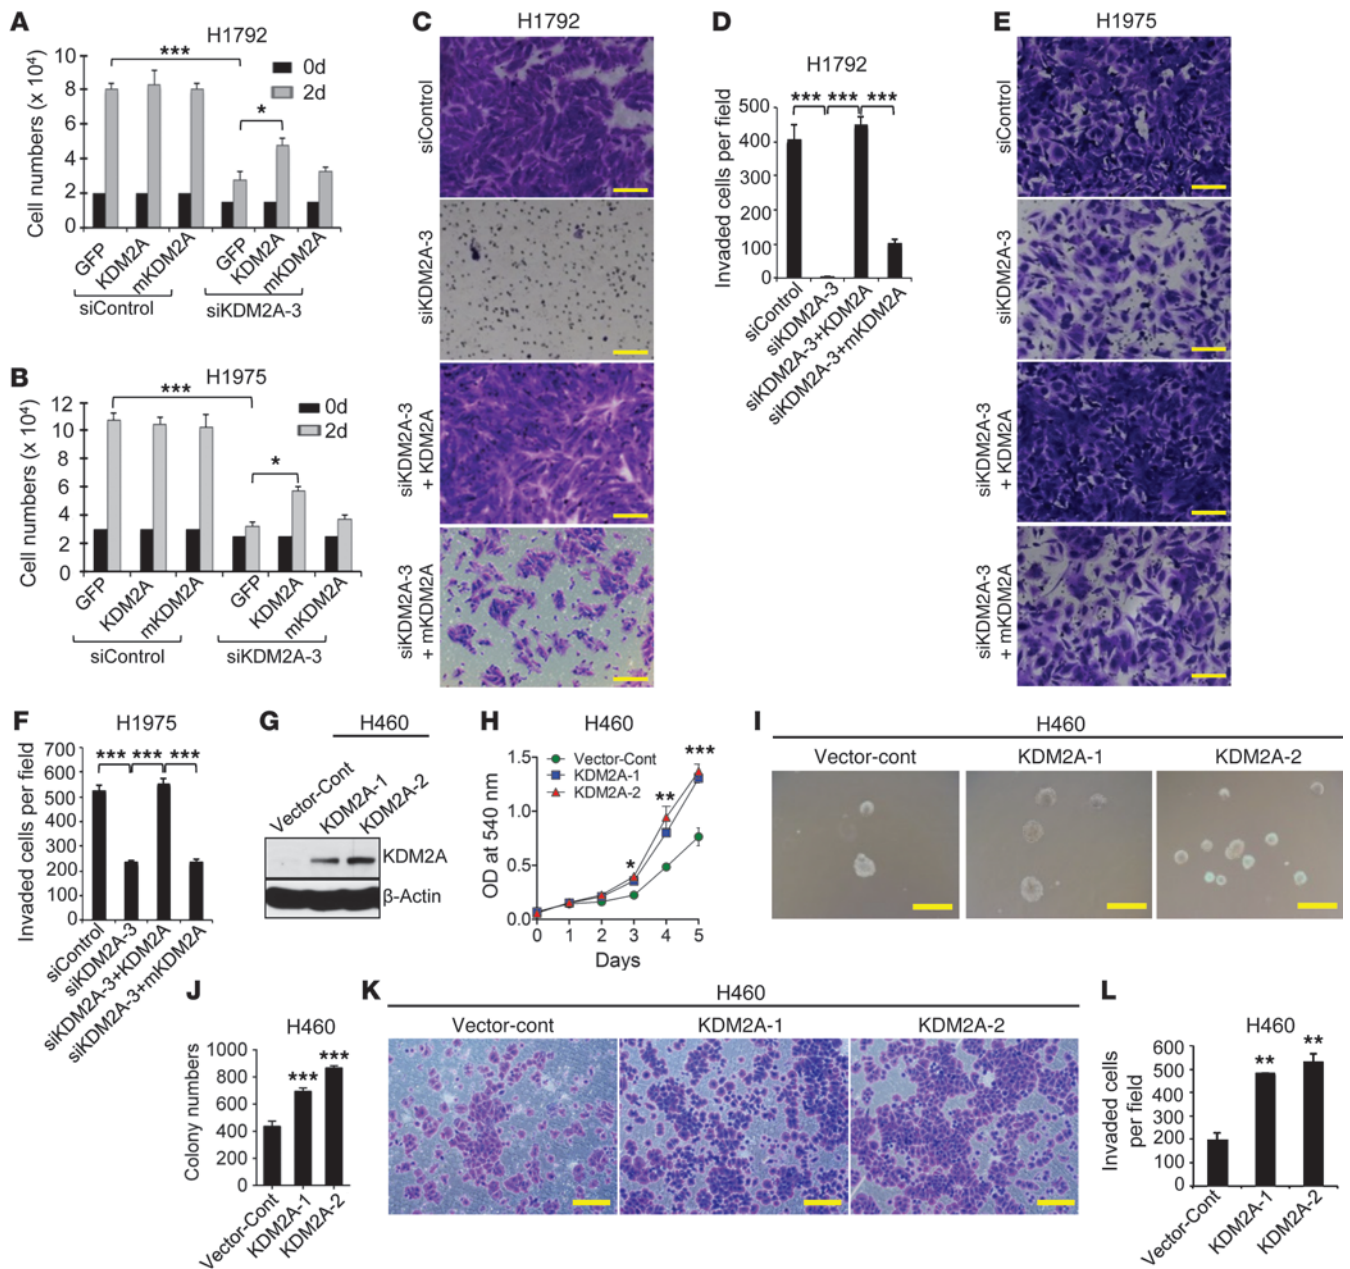 A
H1792
Cell numbers (x 10⁴)
10
8
6
4
2
0
***
*
0d
2d
GFP
KDM2A
mKDM2A
GFP
KDM2A
mKDM2A
siControl
siKDM2A-3
B
H1975
Cell numbers (x 10⁴)
12
10
8
6
4
2
0
***
*
0d
2d
GFP
KDM2A
mKDM2A
GFP
KDM2A
mKDM2A
siControl
siKDM2A-3
C
H1792
siControl
siKDM2A-3
siKDM2A-3
+ KDM2A
siKDM2A-3
+ mKDM2A
D
H1792
Invaded cells per field
500
400
300
200
100
0
*** *** ***
siControl
siKDM2A-3
siKDM2A-3+KDM2A
siKDM2A-3+mKDM2A
E
H1975
siControl
siKDM2A-3
siKDM2A-3
+ KDM2A
siKDM2A-3
+ mKDM2A
F
H1975
Invaded cells per field
700
600
500
400
300
200
100
0
*** *** ***
siControl
siKDM2A-3
siKDM2A-3+KDM2A
siKDM2A-3+mKDM2A
G
H460
Vector-Cont
KDM2A-1
KDM2A-2
KDM2A
β-Actin
H
H460
OD at 540 nm
1.5
1.0
0.5
0.0
Vector-Cont
KDM2A-1
KDM2A-2
*
**
***
0 1 2 3 4 5
Days
I
H460
Vector-cont
KDM2A-1
KDM2A-2
J
H460
Colony numbers
1000
800
600
400
200
0
***
***
Vector-Cont
KDM2A-1
KDM2A-2
K
H460
Vector-cont
KDM2A-1
KDM2A-2
L
H460
Invaded cells
per field
600
500
400
300
200
100
0
**
**
Vector-Cont
KDM2A-1
KDM2A-2